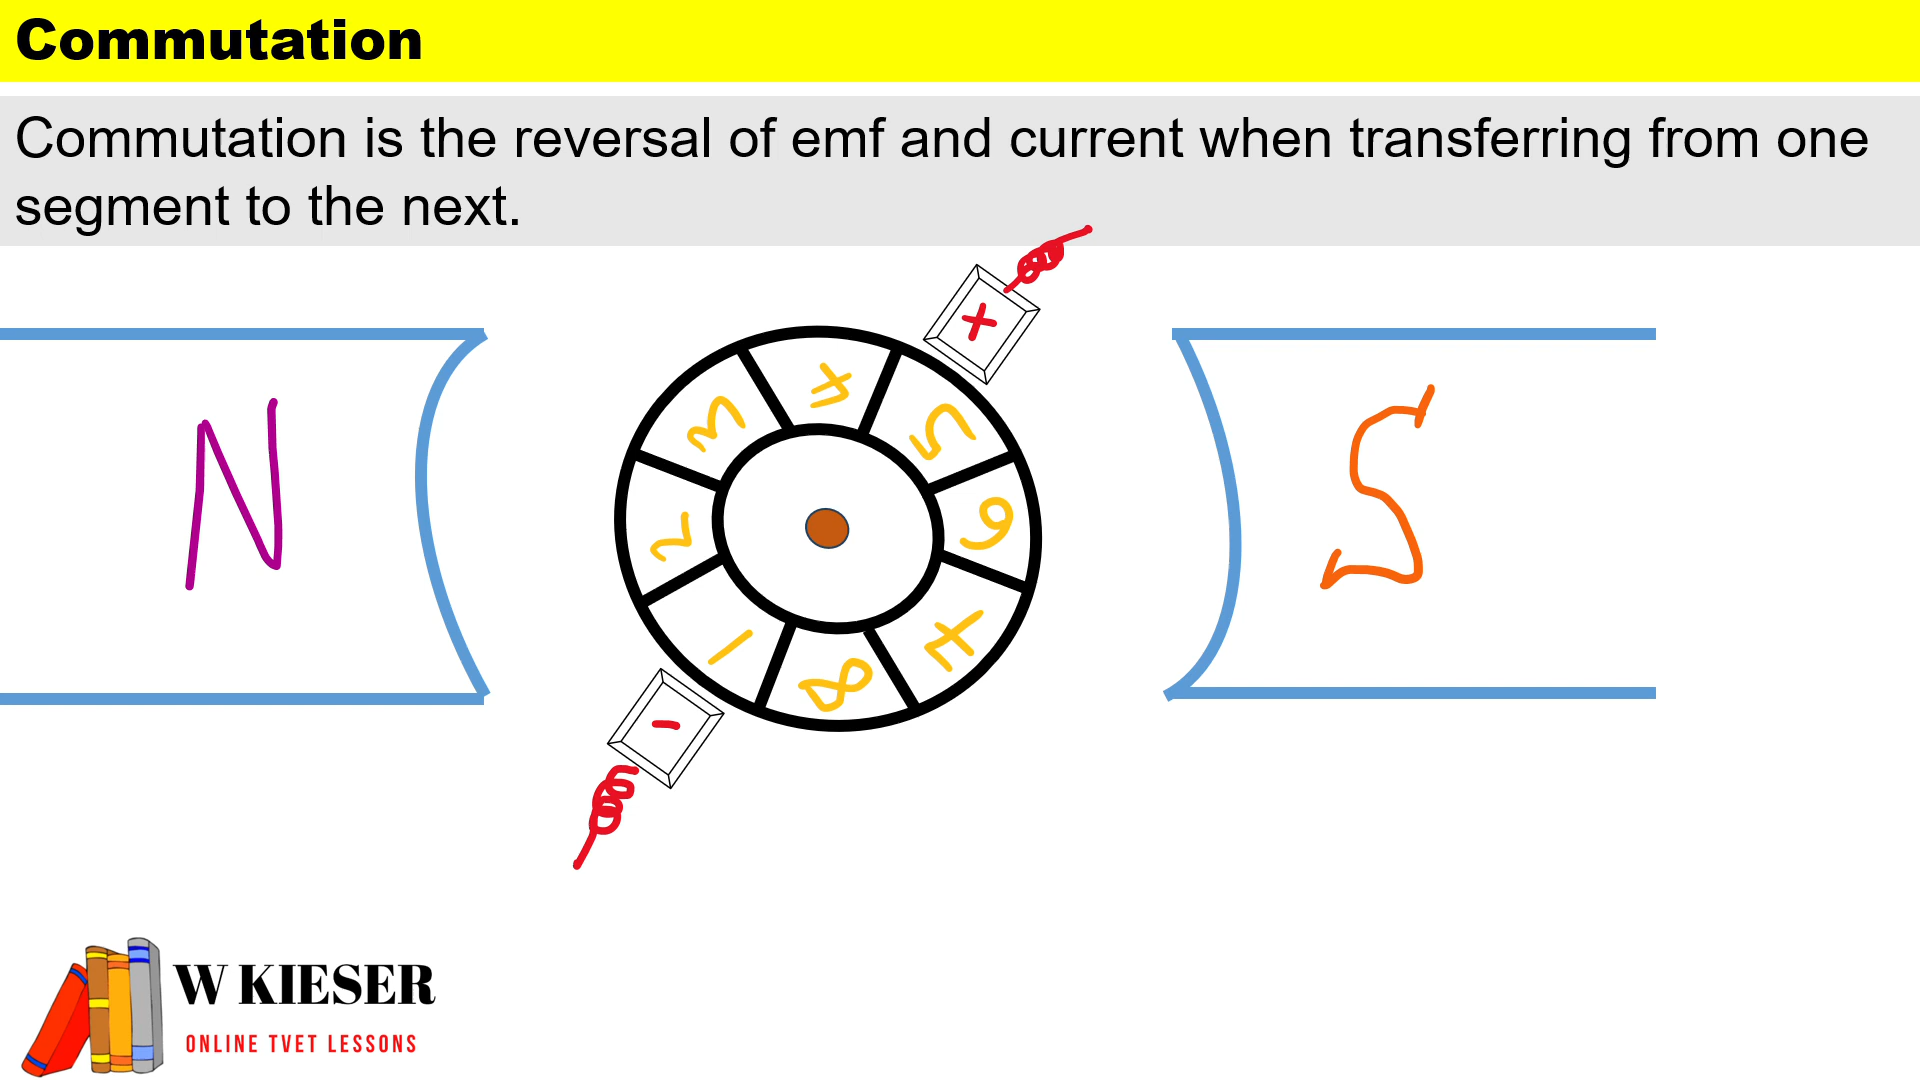 Commutation
Commutation is the reversal of emf and current when transferring from one
segment to the next.
+
4
3
5
N
S
2
6
7
1
8
-
W KIESER
ONLINE TVET LESSONS